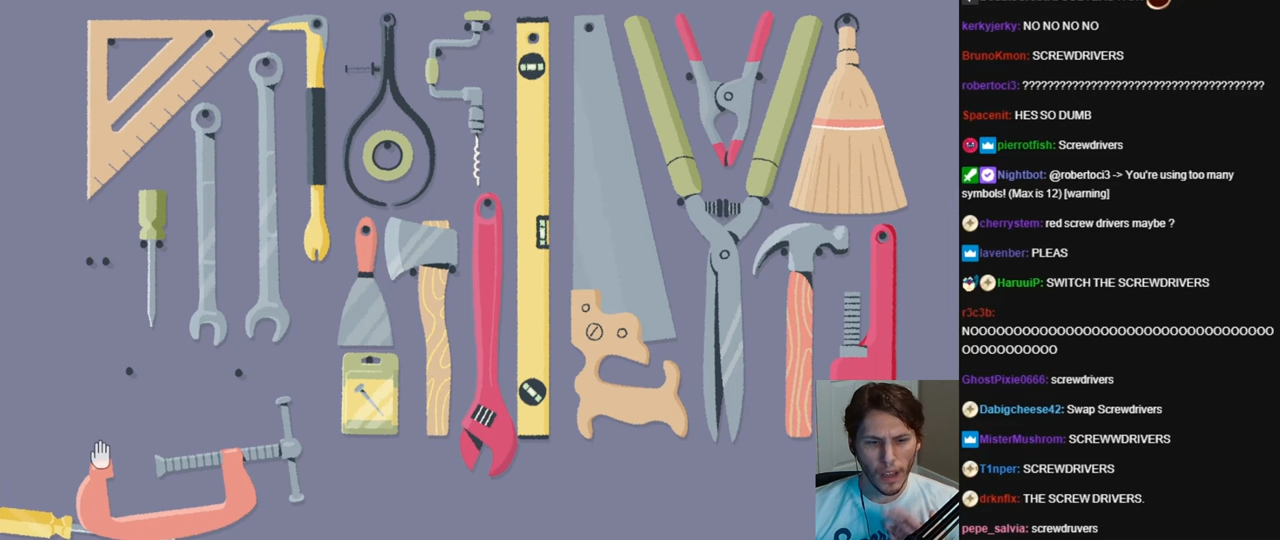 kerkyjerky: NO NO NO NO
BrunoKmon: SCREWDRIVERS
robertoci3: ???????????????????????????????????????
Spacenit: HES SO DUMB
pierrotfish: Screwdrivers
Nightbot: @robertoci3 -> You're using too many
symbols! (Max is 12) [warning]
cherrystem: red screw drivers maybe ?
lavenber: PLEAS
HaruuiP: SWITCH THE SCREWDRIVERS
r3c3b:
NOOOOOOOOOOOOOOOOOOOOOOOOOOOOOOOOOOO
OOOOOOOOOOO
GhostPixie0666: screwdrivers
Dabigcheese42: Swap Screwdrivers
MisterMushrom: SCREWWDRIVERS
T1nper: SCREWDRIVERS
drknflx: THE SCREW DRIVERS.
pepe_salvia: screwdruvers